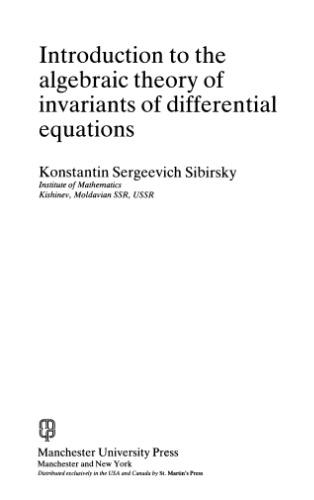 Introduction to the
algebraic theory of
invariants of differential
equations
Konstantin Sergeevich Sibirsky
Institute of Mathematics
Kishinev, Moldavian SSR, USSR
Manchester University Press
Manchester and New York
Distributed exclusively in the USA and Canada by St. Martin's Press